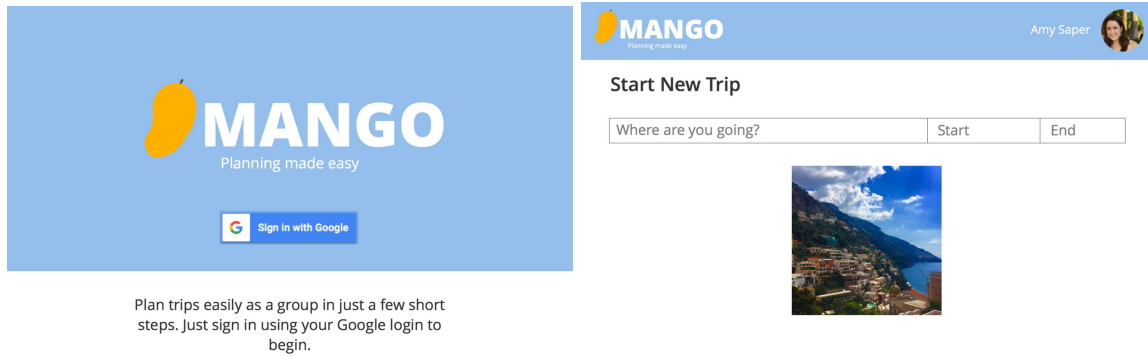 MANGO
Planning made easy
G Sign in with Google
Plan trips easily as a group in just a few short
steps. Just sign in using your Google login to
begin.
MANGO
Planning made easy
Amy Saper
Start New Trip
Where are you going? Start End